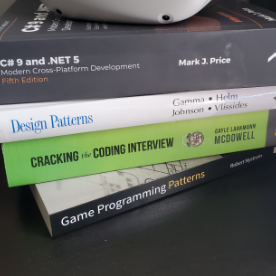 C# 9 and .NET 5
Mark J. Price
Modern Cross-Platform Development
Fifth Edition
Design Patterns
Gamma • Helm
Johnson • Vlissides
CRACKING the CODING INTERVIEW
GAYLE LAAKMANN
MCDOWELL
Game Programming Patterns
Robert Nystrom